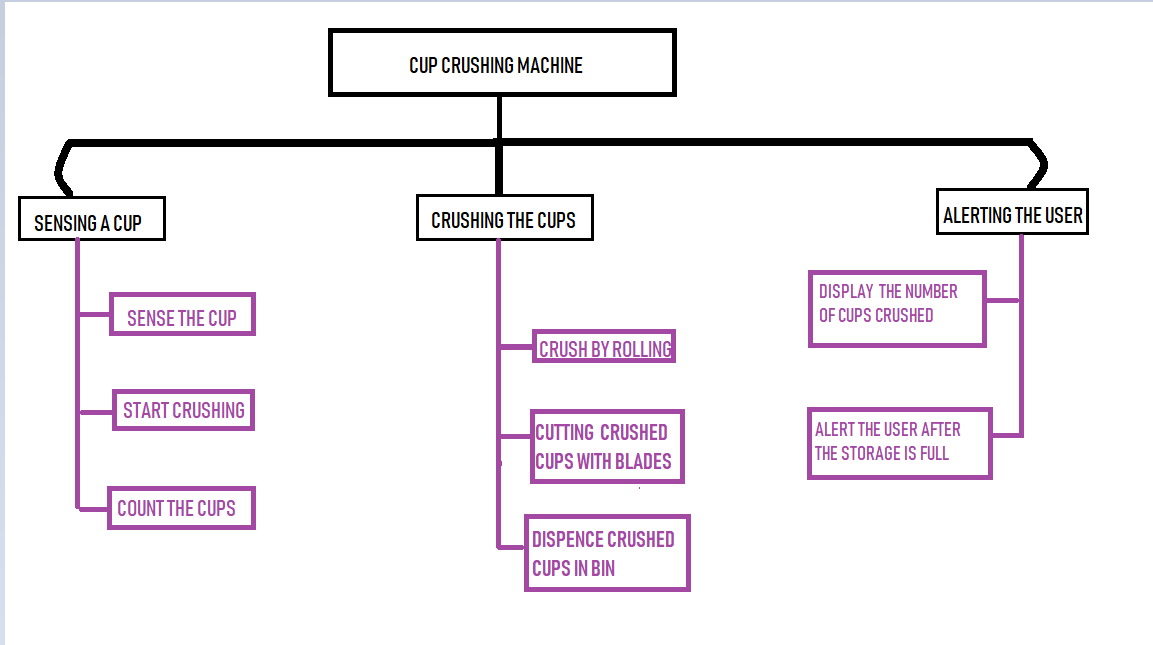 CUP CRUSHING MACHINE
SENSING A CUP
SENSE THE CUP
START CRUSHING
COUNT THE CUPS
CRUSHING THE CUPS
CRUSH BY ROLLING
CUTTING CRUSHED
CUPS WITH BLADES
DISPENCE CRUSHED
CUPS IN BIN
ALERTING THE USER
DISPLAY THE NUMBER
OF CUPS CRUSHED
ALERT THE USER AFTER
THE STORAGE IS FULL